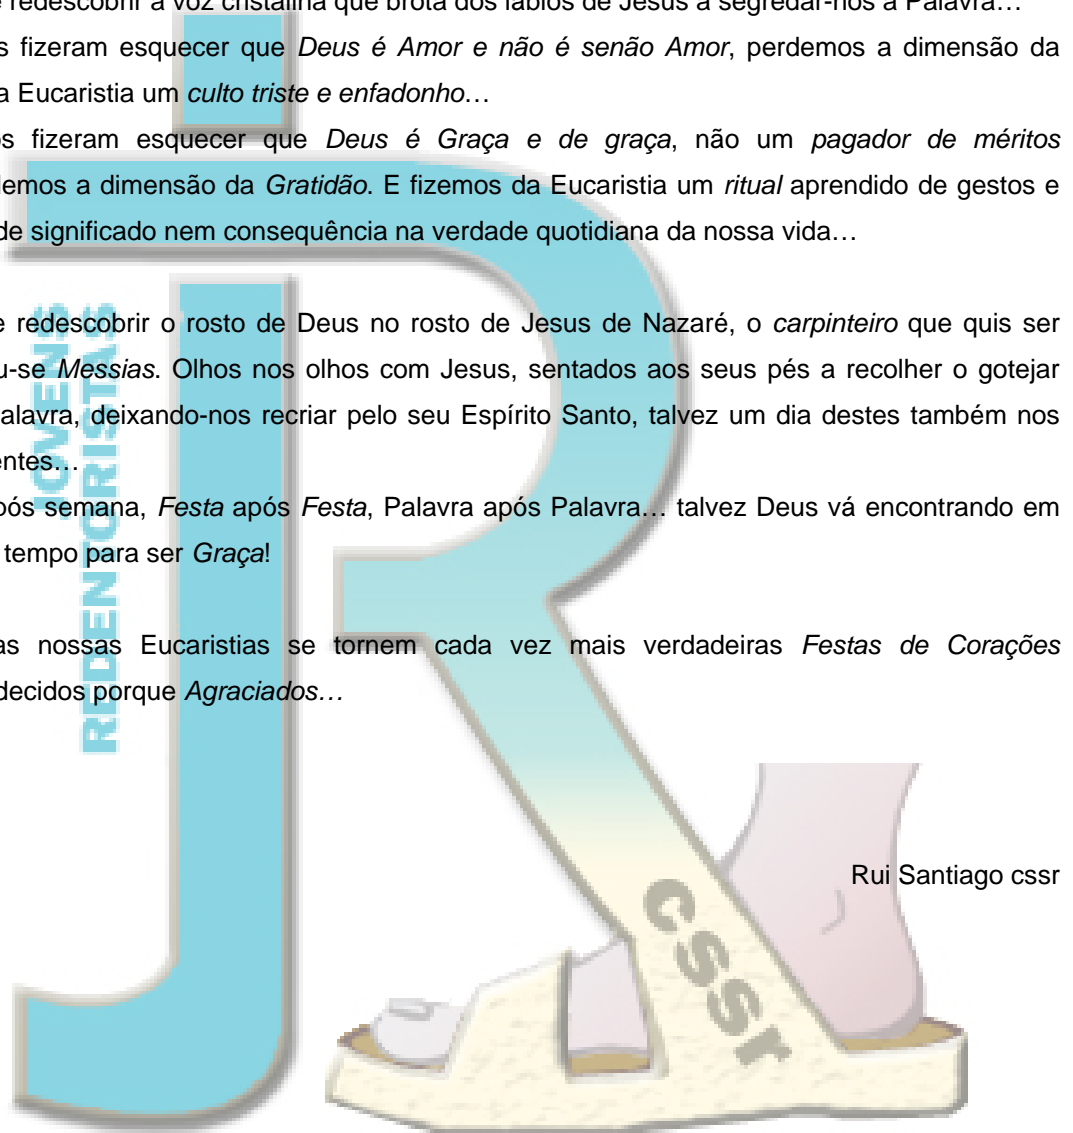 redescobrir a voz cristalina que brota dos lábios de Jesus a segredar-nos a Palavra…
fizeram esquecer que Deus é Amor e não é senão Amor, perdemos a dimensão da
a Eucaristia um culto triste e enfadonho…
os fizeram esquecer que Deus é Graça e de graça, não um pagador de méritos
demos a dimensão da Gratidão. E fizemos da Eucaristia um ritual aprendido de gestos e
de significado nem consequência na verdade quotidiana da nossa vida…
e redescobrir o rosto de Deus no rosto de Jesus de Nazaré, o carpinteiro que quis ser
u-se Messias. Olhos nos olhos com Jesus, sentados aos seus pés a recolher o gotejar
alavra, deixando-nos recriar pelo seu Espírito Santo, talvez um dia destes também nos
entes…
pós semana, Festa após Festa, Palavra após Palavra… talvez Deus vá encontrando em
tempo para ser Graça!
as nossas Eucaristias se tornem cada vez mais verdadeiras Festas de Corações
decidos porque Agraciados…
Rui Santiago cssr
JOVENS
REDENTORISTAS
cssr